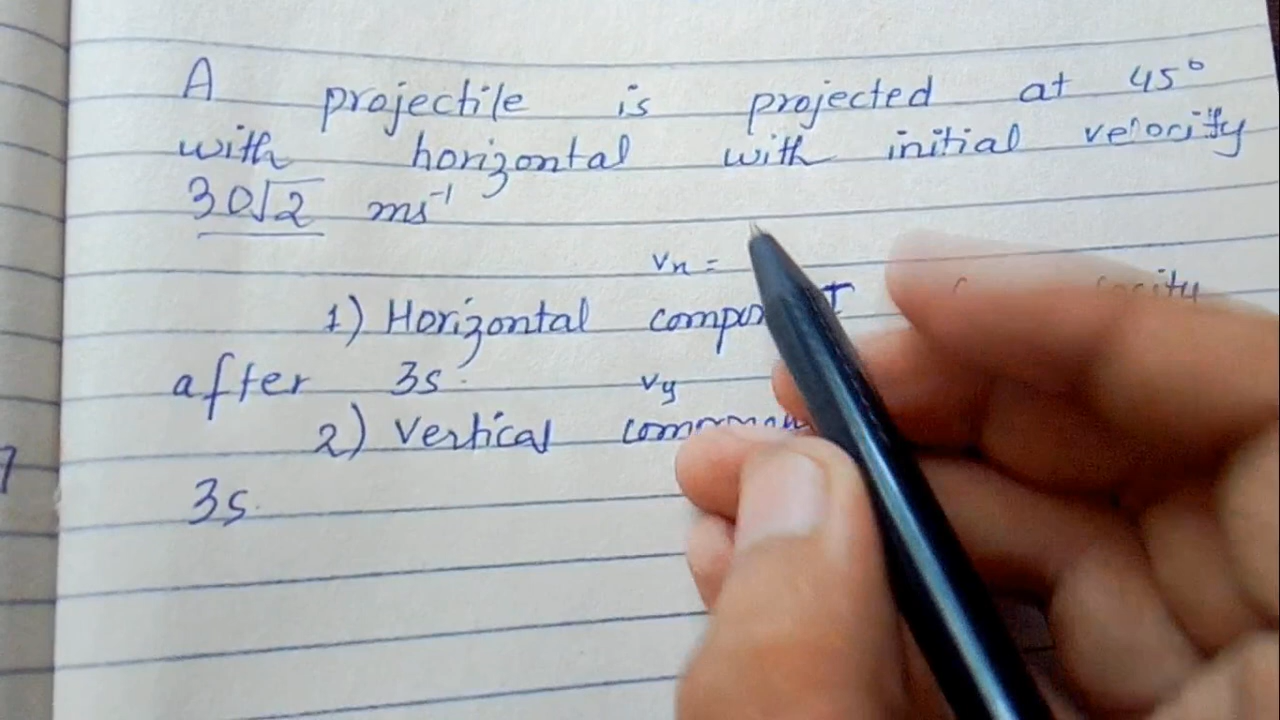 A projectile is projected at 45°
with horizontal with initial velocity
30√2 ms⁻¹
vx =
1) Horizontal
after 3s.
vy
2) Vertical
3s.